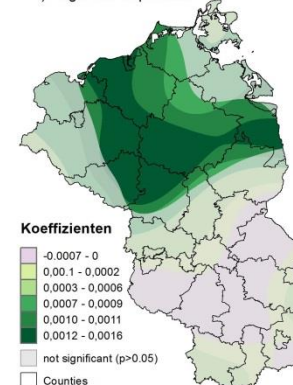 Koeffizienten
-0.0007 - 0
0,00.1 - 0,0002
0,0003 - 0,0006
0,0007 - 0,0009
0,0010 - 0,0011
0,0012 - 0,0016
not significant (p>0.05)
Counties